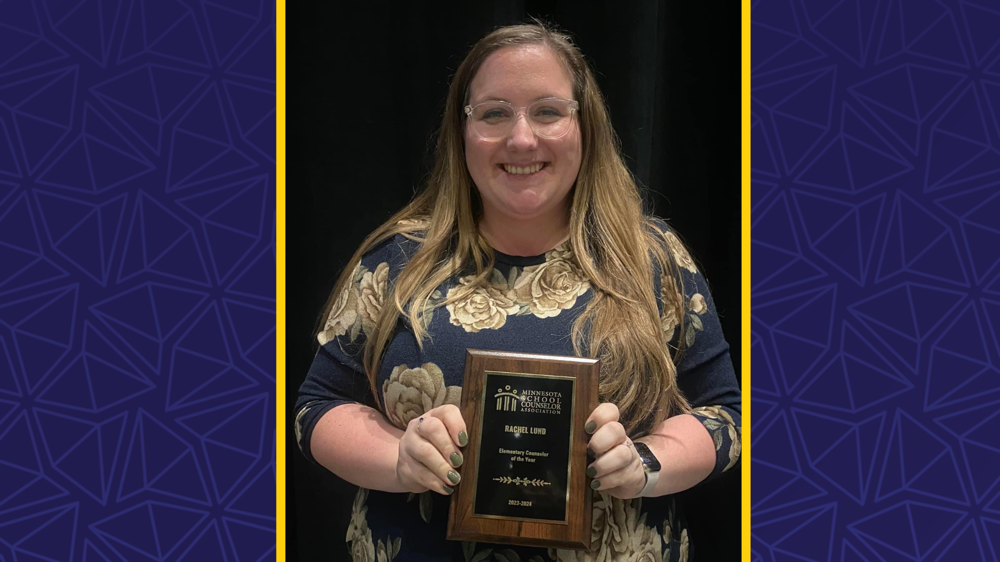 MINNESOTA
SCHOOL
COUNSELOR
ASSOCIATION
RACHEL LUND
Elementary Counselor
of the Year
2023-2024